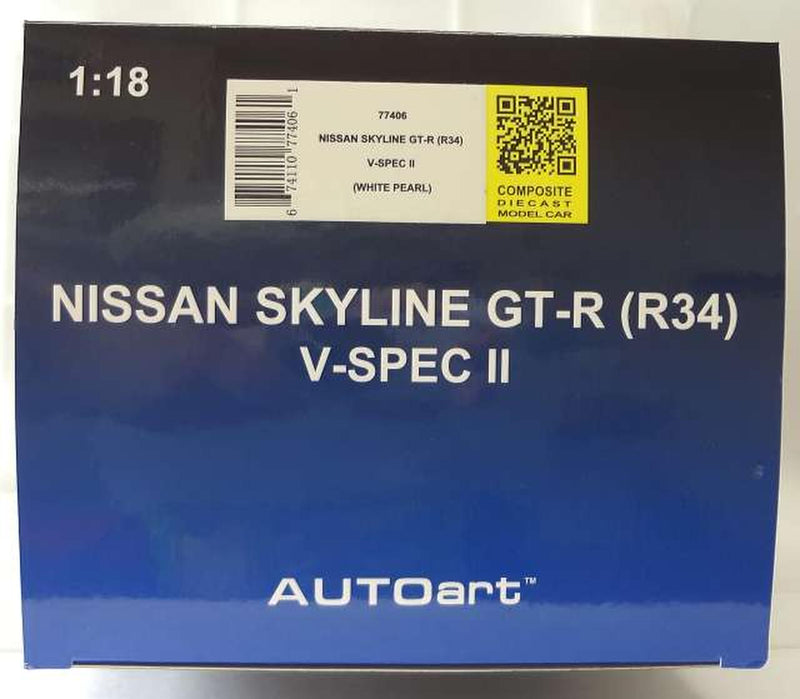 1:18
6 74110 77406 1
77406
NISSAN SKYLINE GT-R (R34)
V-SPEC II
(WHITE PEARL)
COMPOSITE
DIECAST
MODEL CAR
NISSAN SKYLINE GT-R (R34)
V-SPEC II
AUTOart™